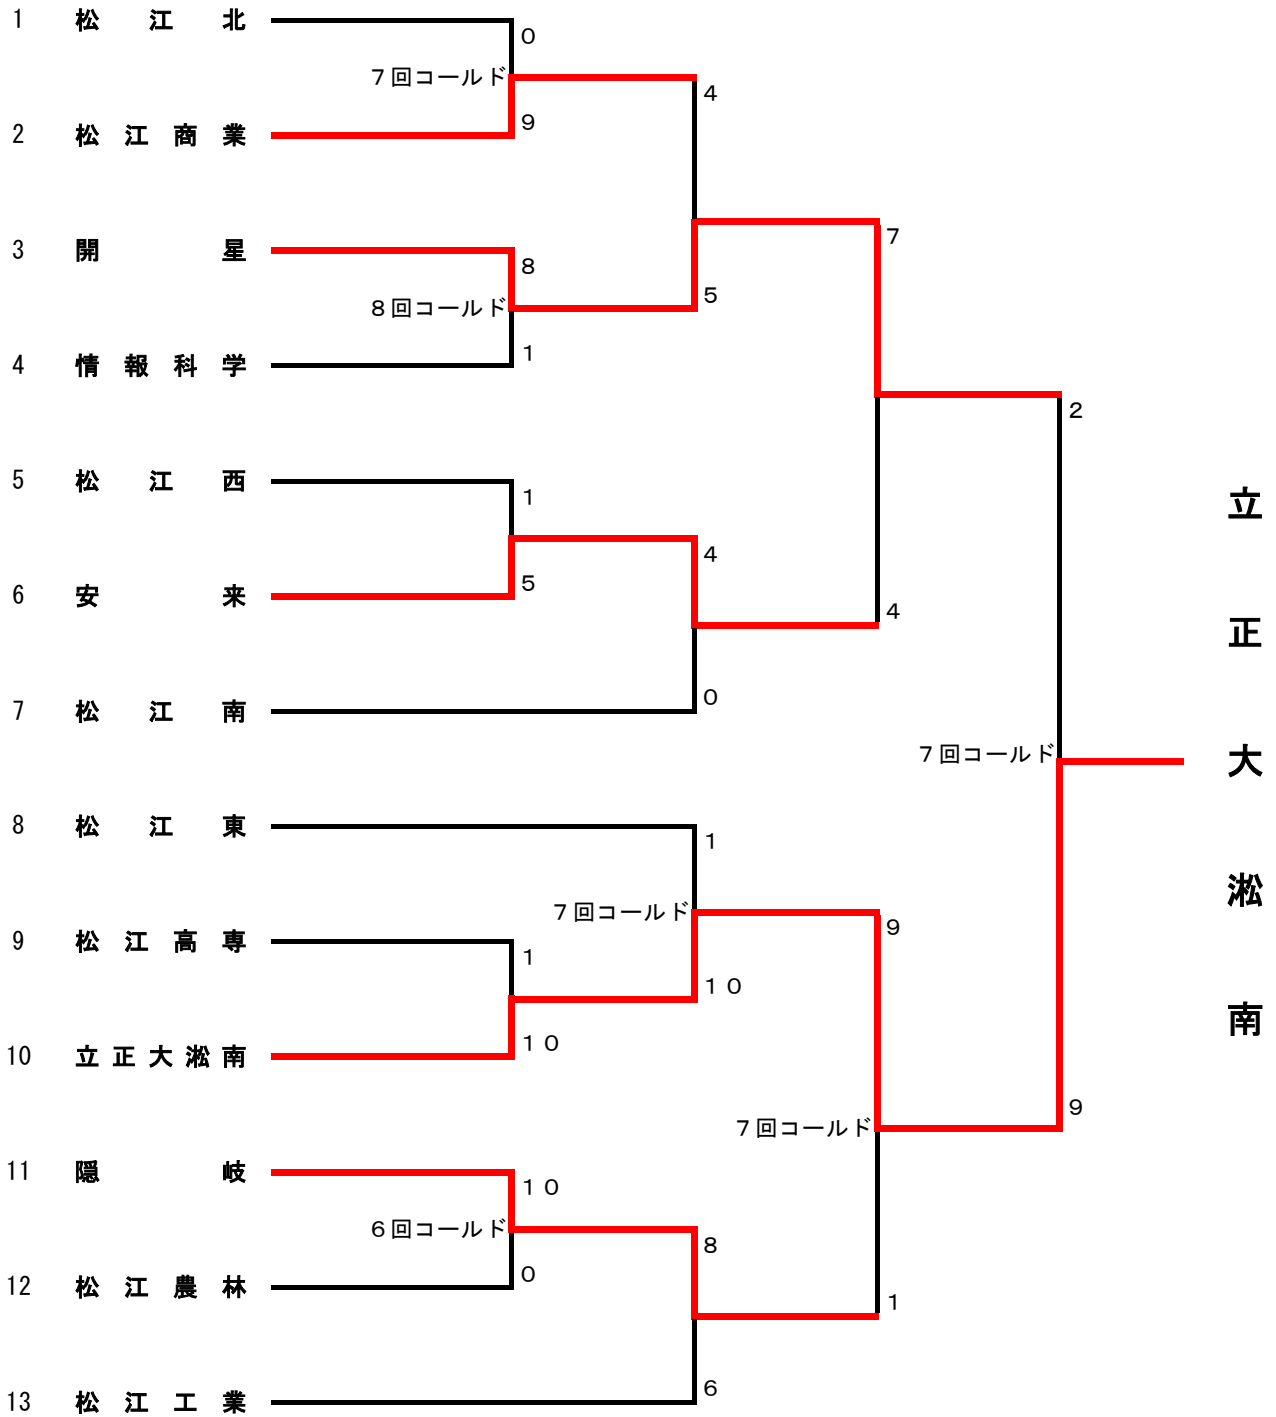 1 松江北
0
7回コールド
4
9
2 松江商業
7
3 開星
8
8回コールド
5
1
4 情報科学
2
5 松江西
1
4
5
6 安来
4
0
7 松江南
7回コールド
8 松江東
1
7回コールド
9
9 松江高専
1
10
10
10 立正大淞南
9
7回コールド
11 隠岐
10
6回コールド
8
0
12 松江農林
1
6
13 松江工業
立正大淞南